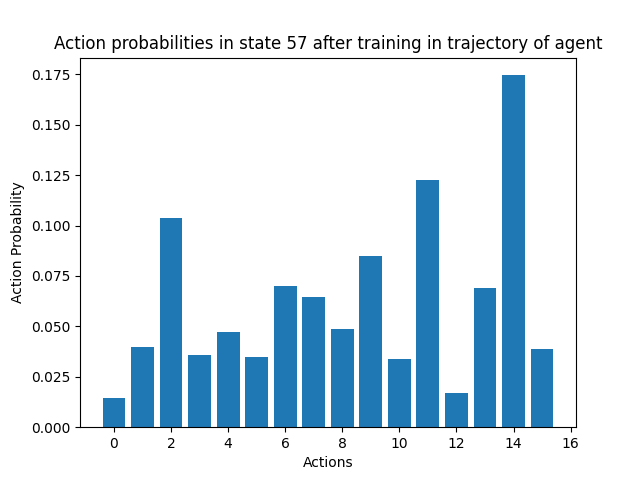 Action probabilities in state 57 after training in trajectory of agent
0.175
0.150
0.125
0.100
0.075
0.050
0.025
0.000
Action Probability
0 2 4 6 8 10 12 14 16
Actions